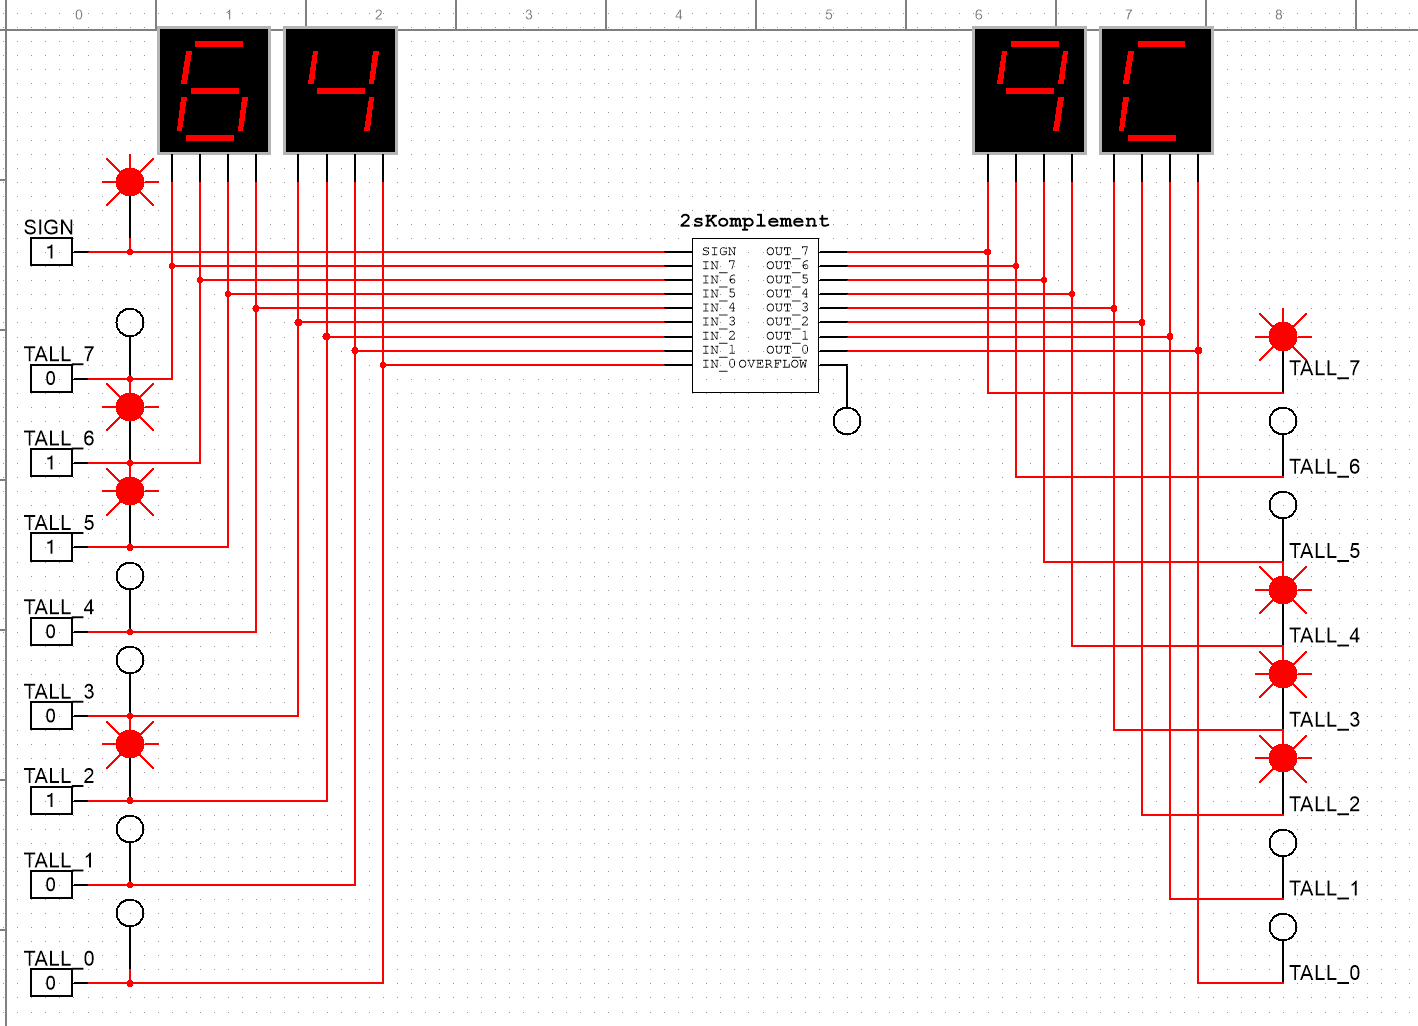 0 1 2 3 4 5 6 7 8
6 4 9 C
SIGN
1
2sKomplement
SIGN OUT_7
IN_7 OUT_6
IN_6 OUT_5
IN_5 OUT_4
IN_4 OUT_3
IN_3 OUT_2
IN_2 OUT_1
IN_1 OUT_0
IN_0 OVERFLOW
TALL_7
0
TALL_6
1
TALL_5
1
TALL_4
0
TALL_3
0
TALL_2
1
TALL_1
0
TALL_0
0
TALL_7
TALL_6
TALL_5
TALL_4
TALL_3
TALL_2
TALL_1
TALL_0